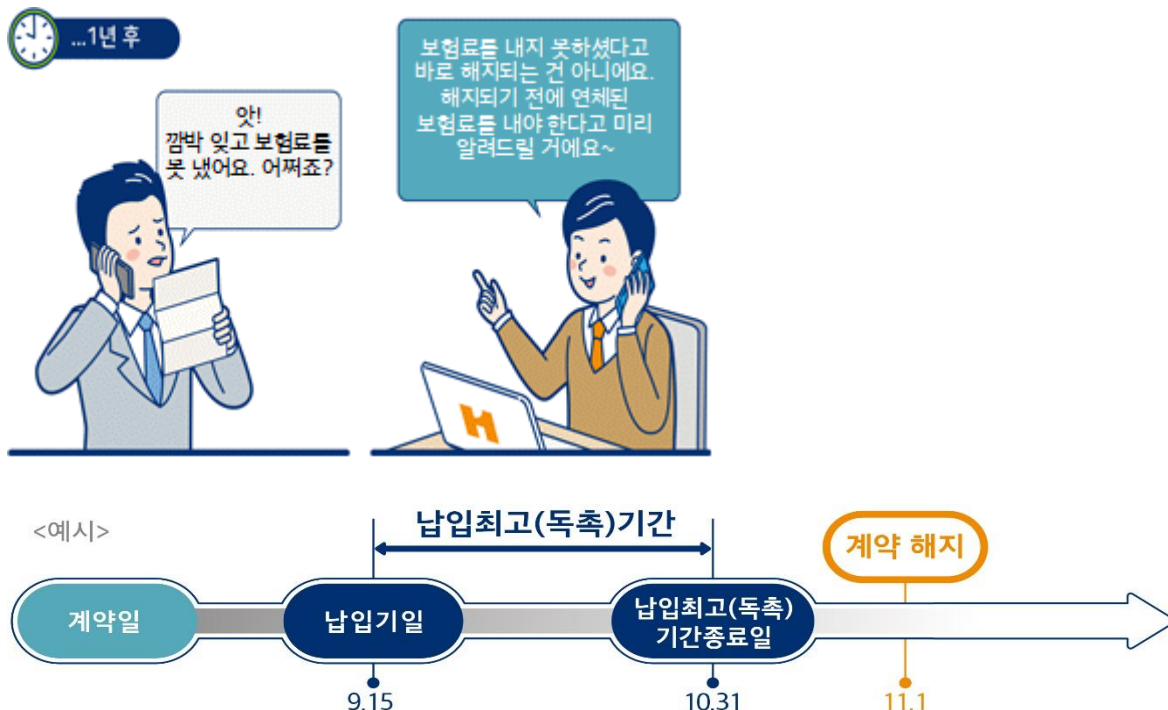 ...1년 후
앗!
깜박 잊고 보험료를
못 냈어요. 어쩌죠?
보험료를 내지 못하셨다고
바로 해지되는 건 아니에요.
해지되기 전에 연체된
보험료를 내야 한다고 미리
알려드릴 거에요~
<예시>
납입최고(독촉)기간
계약 해지
계약일
납입기일
납입최고(독촉)
기간종료일
9.15
10.31
11.1